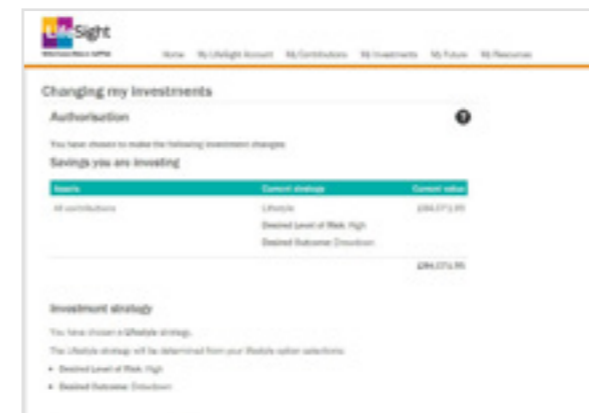 LifeSight
Home My LifeSight Account My Contributions My Investments My Future My Resources
Changing my investments
Authorisation
?
You have chosen to make the following investment changes
Savings you are investing
Assets Current strategy Current value
All contributions Lifestyle
Desired Level of Risk: High
Desired Outcome: Drawdown
Investment strategy
You have chosen a Lifestyle strategy.
The Lifestyle strategy will be determined from your lifestyle option selections:
• Desired Level of Risk: High
• Desired Outcome: Drawdown